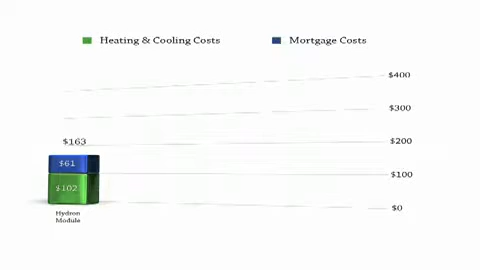 Heating & Cooling Costs
Mortgage Costs
$400
$300
$200
$163
$61
$100
$102
$0
Hydron
Module